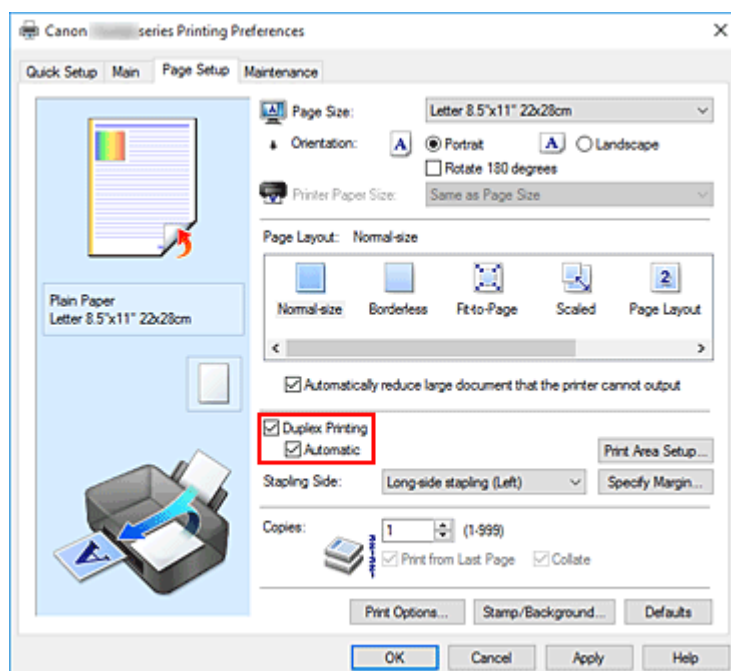 Canon series Printing Preferences
Quick Setup Main Page Setup Maintenance
Page Size: Letter 8.5"x11" 22x28cm
Orientation: A Portrait A Landscape
Rotate 180 degrees
Printer Paper Size: Same as Page Size
Page Layout: Normal-size
2
Normal-size Borderless Fit-to-Page Scaled Page Layout
Plain Paper
Letter 8.5"x11" 22x28cm
Automatically reduce large document that the printer cannot output
Duplex Printing
Automatic
Print Area Setup...
Stapling Side: Long-side stapling (Left) Specify Margin...
Copies: 1 (1-999)
Print from Last Page Collate
A
Print Options... Stamp/Background... Defaults
OK Cancel Apply Help